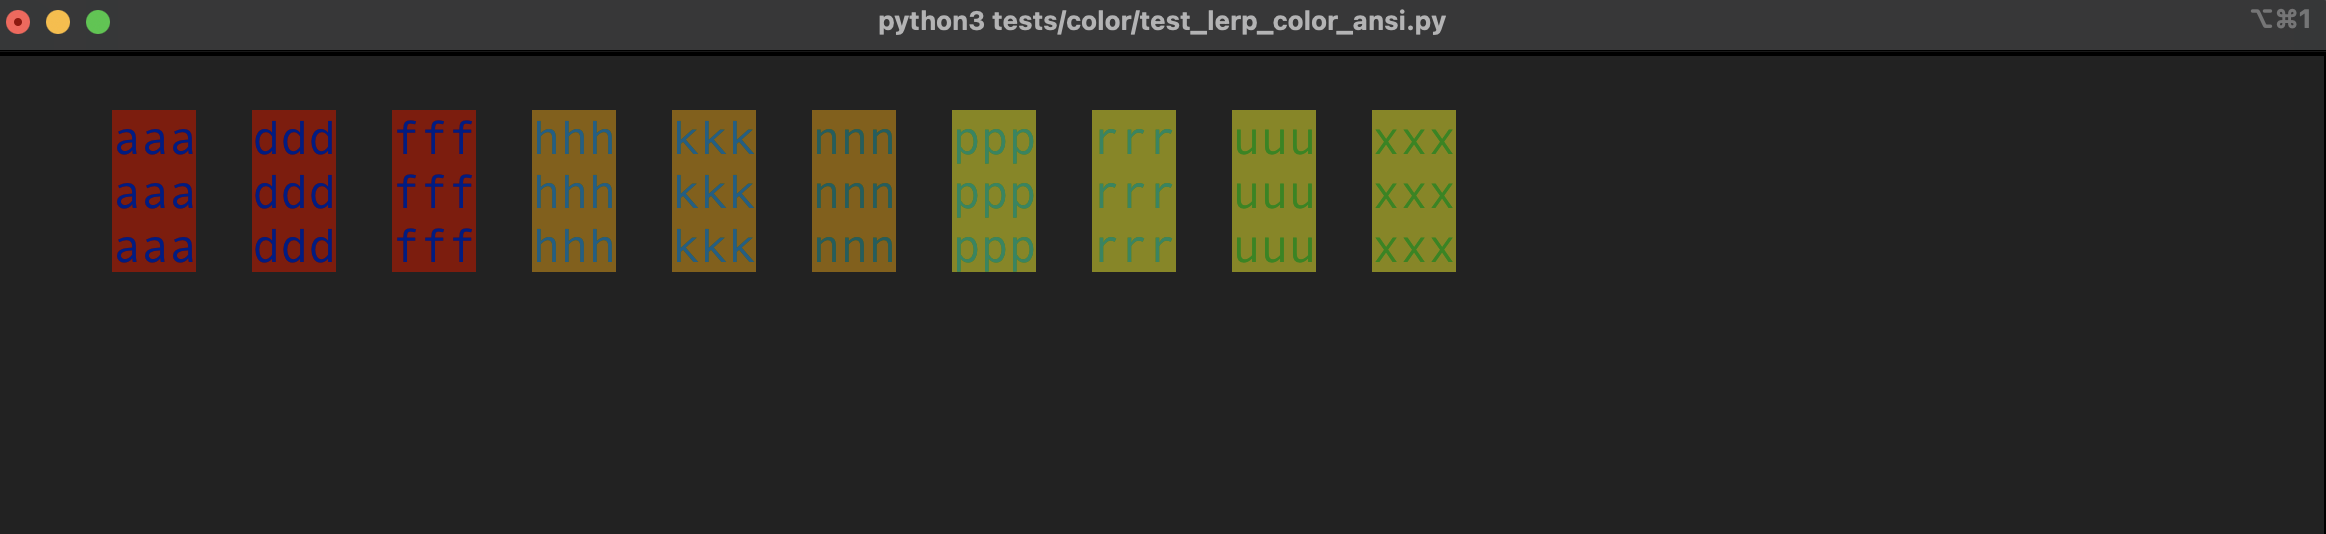 python3 tests/color/test_lerp_color_ansi.py
⌥⌘1
aaa ddd fff hhh kkk nnn ppp rrr uuu xxx
aaa ddd fff hhh kkk nnn ppp rrr uuu xxx
aaa ddd fff hhh kkk nnn ppp rrr uuu xxx